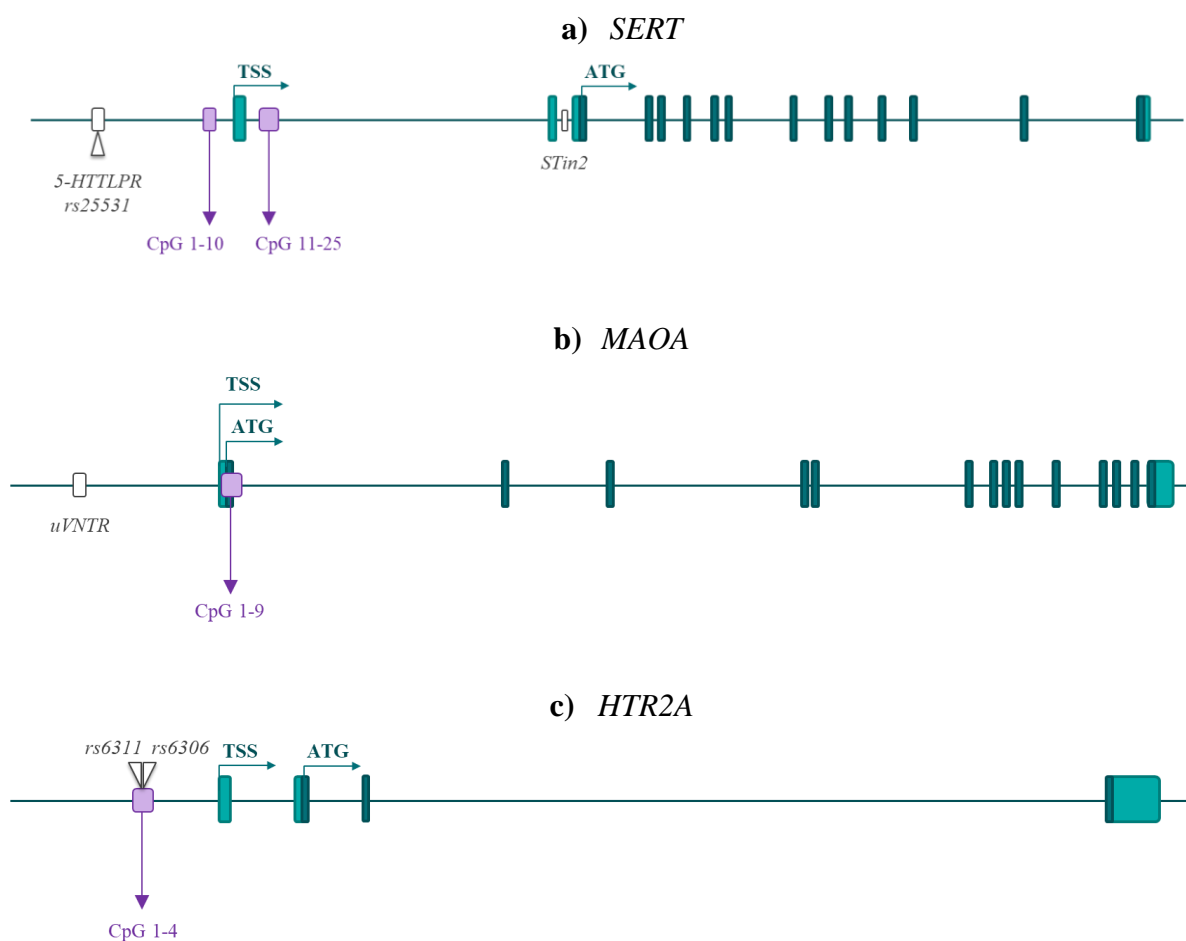 a) SERT
TSS
ATG
5-HTTLPR
rs25531
STin2
CpG 1-10
CpG 11-25
b) MAOA
TSS
ATG
uVNTR
CpG 1-9
c) HTR2A
rs6311 rs6306
TSS
ATG
CpG 1-4